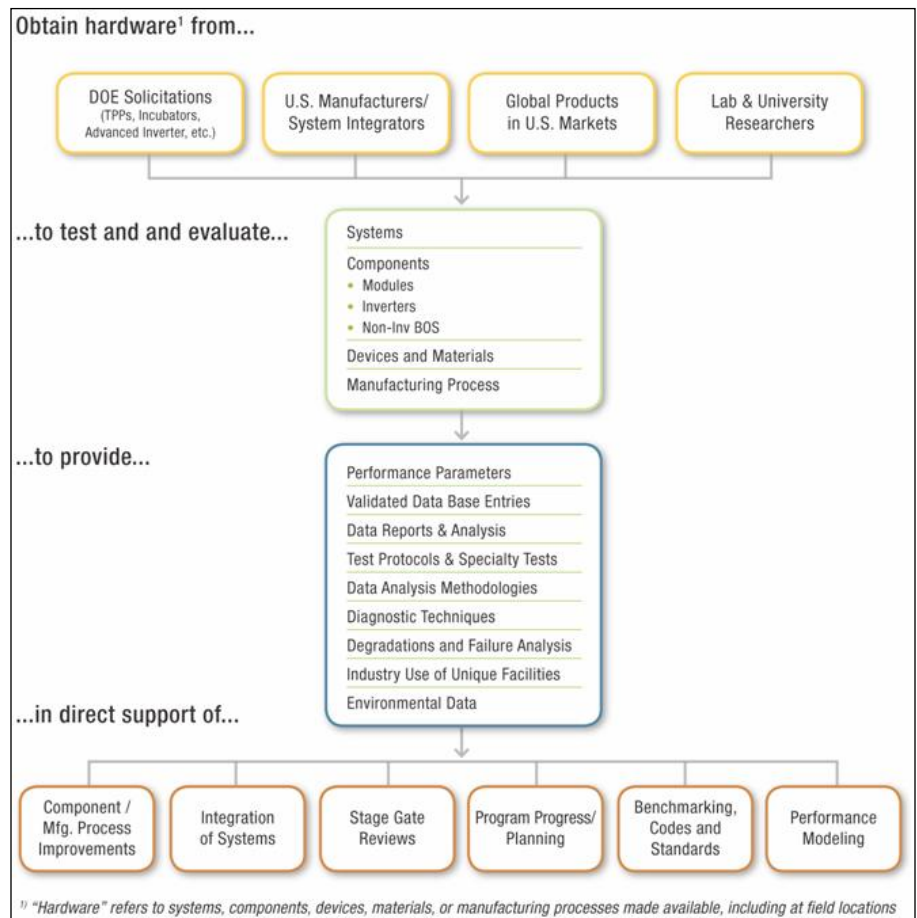 Obtain hardware¹ from...
DOE Solicitations
(TPPs, Incubators,
Advanced Inverter, etc.)
U.S. Manufacturers/
System Integrators
Global Products
in U.S. Markets
Lab & University
Researchers
...to test and and evaluate...
Systems
Components
• Modules
• Inverters
• Non-Inv BOS
Devices and Materials
Manufacturing Process
...to provide...
Performance Parameters
Validated Data Base Entries
Data Reports & Analysis
Test Protocols & Specialty Tests
Data Analysis Methodologies
Diagnostic Techniques
Degradations and Failure Analysis
Industry Use of Unique Facilities
Environmental Data
...in direct support of...
Component /
Mfg. Process
Improvements
Integration
of Systems
Stage Gate
Reviews
Program Progress/
Planning
Benchmarking,
Codes and
Standards
Performance
Modeling
¹⁾ "Hardware" refers to systems, components, devices, materials, or manufacturing processes made available, including at field locations